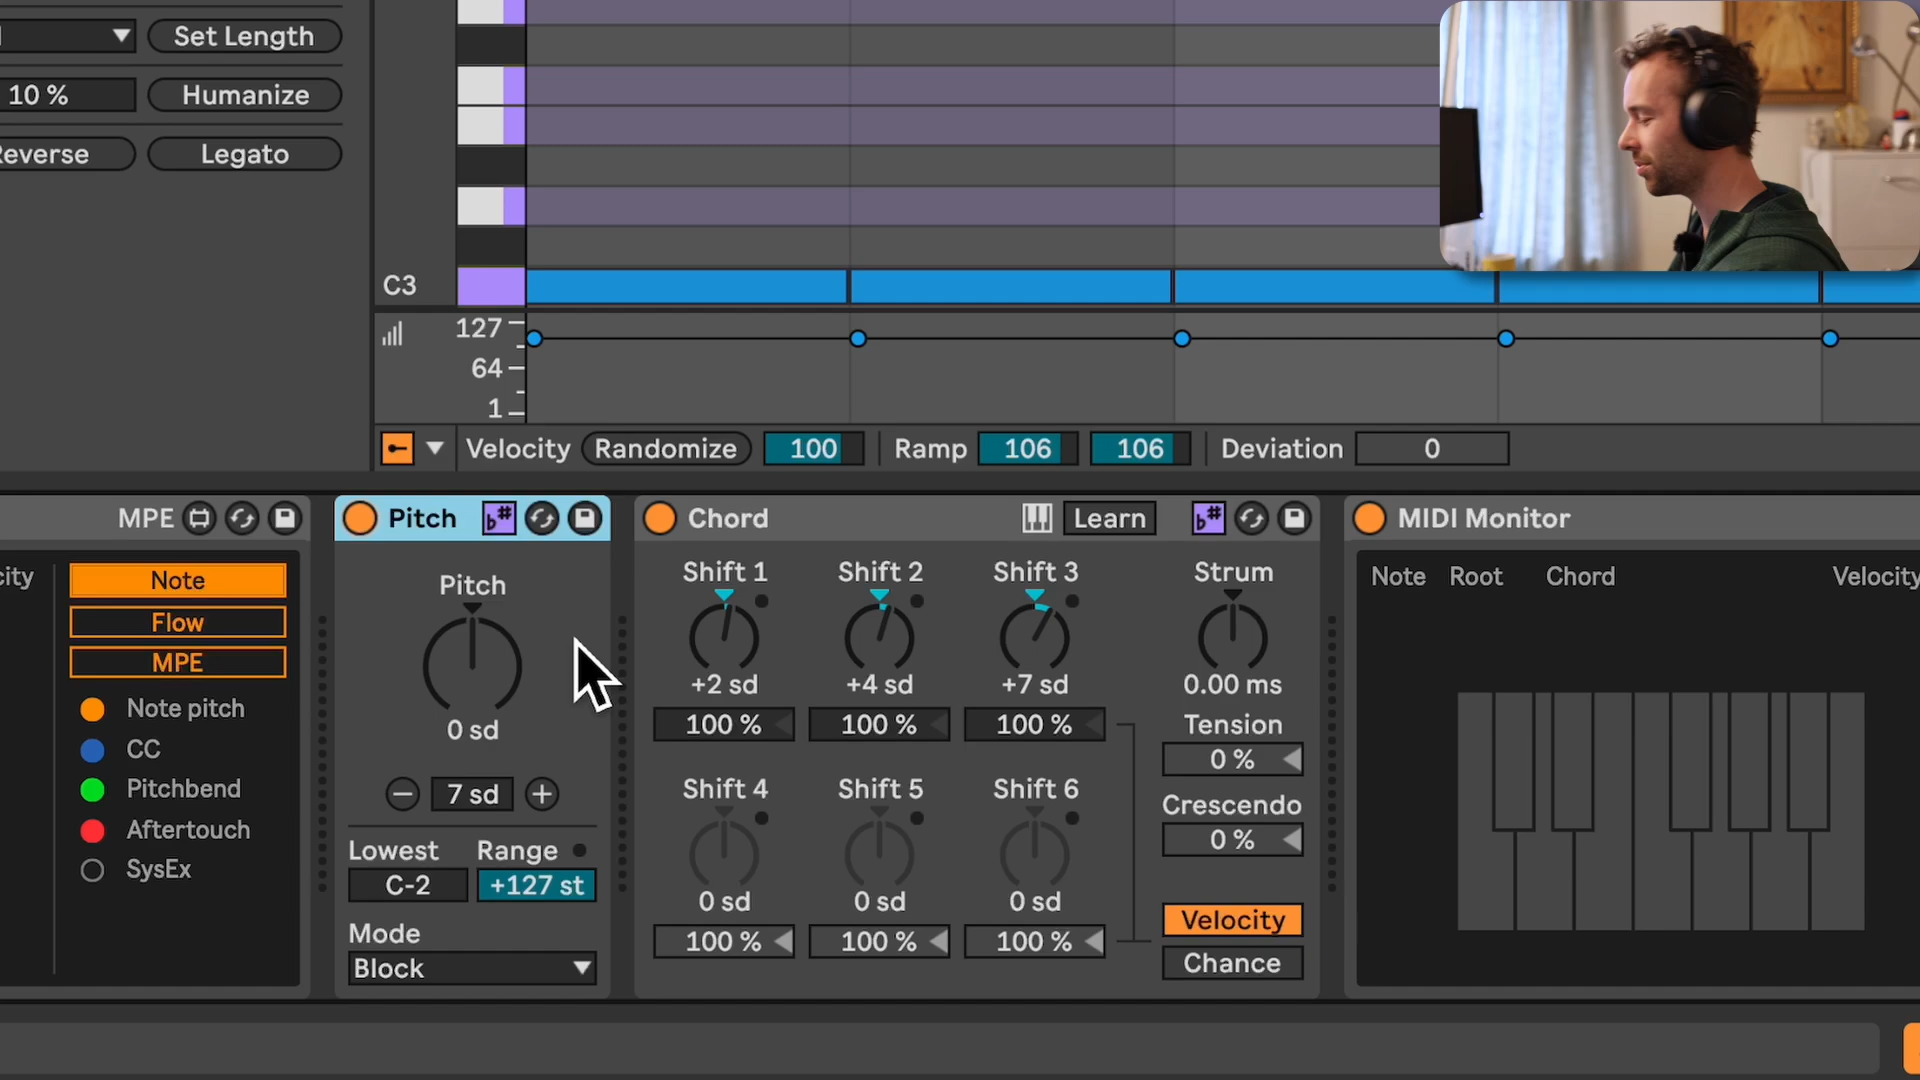 Set Length
10 %
Humanize
Reverse
Legato
C3
127
64
1
Velocity
Randomize
100
Ramp
106
106
Deviation
0
MPE
Note
Flow
MPE
Note pitch
CC
Pitchbend
Aftertouch
SysEx
Pitch
b#
Pitch
0 sd
7 sd
Lowest
Range
C-2
+127 st
Mode
Block
Chord
Learn
b#
Shift 1
Shift 2
Shift 3
Strum
+2 sd
+4 sd
+7 sd
0.00 ms
100 %
100 %
100 %
Tension
0 %
Shift 4
Shift 5
Shift 6
Crescendo
0 %
0 sd
0 sd
0 sd
100 %
100 %
100 %
Velocity
Chance
MIDI Monitor
Note
Root
Chord
Velocity